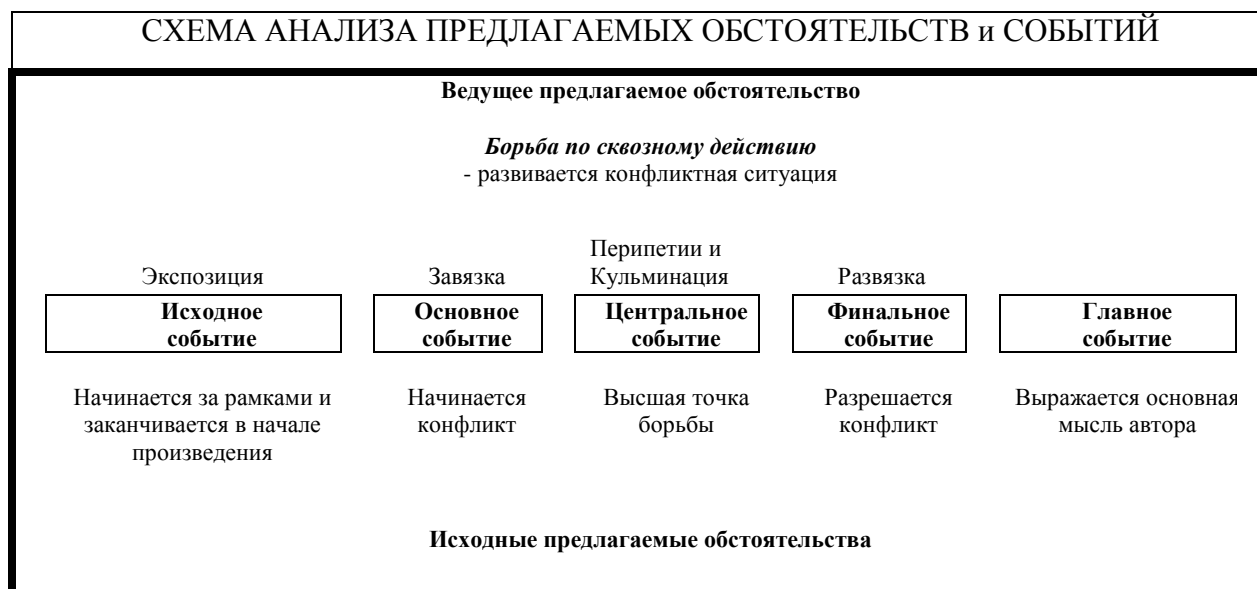 СХЕМА АНАЛИЗА ПРЕДЛАГАЕМЫХ ОБСТОЯТЕЛЬСТВ и СОБЫТИЙ
Ведущее предлагаемое обстоятельство
Борьба по сквозному действию
- развивается конфликтная ситуация
Экспозиция
Исходное
событие
Начинается за рамками и
заканчивается в начале
произведения
Завязка
Основное
событие
Начинается
конфликт
Перипетии и
Кульминация
Центральное
событие
Высшая точка
борьбы
Развязка
Финальное
событие
Разрешается
конфликт
Главное
событие
Выражается основная
мысль автора
Исходные предлагаемые обстоятельства